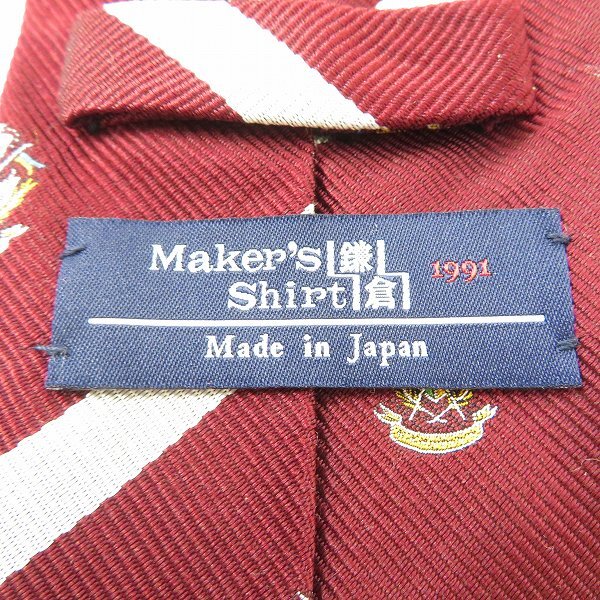 Maker's 鎌 1991
Shirt 倉
Made in Japan